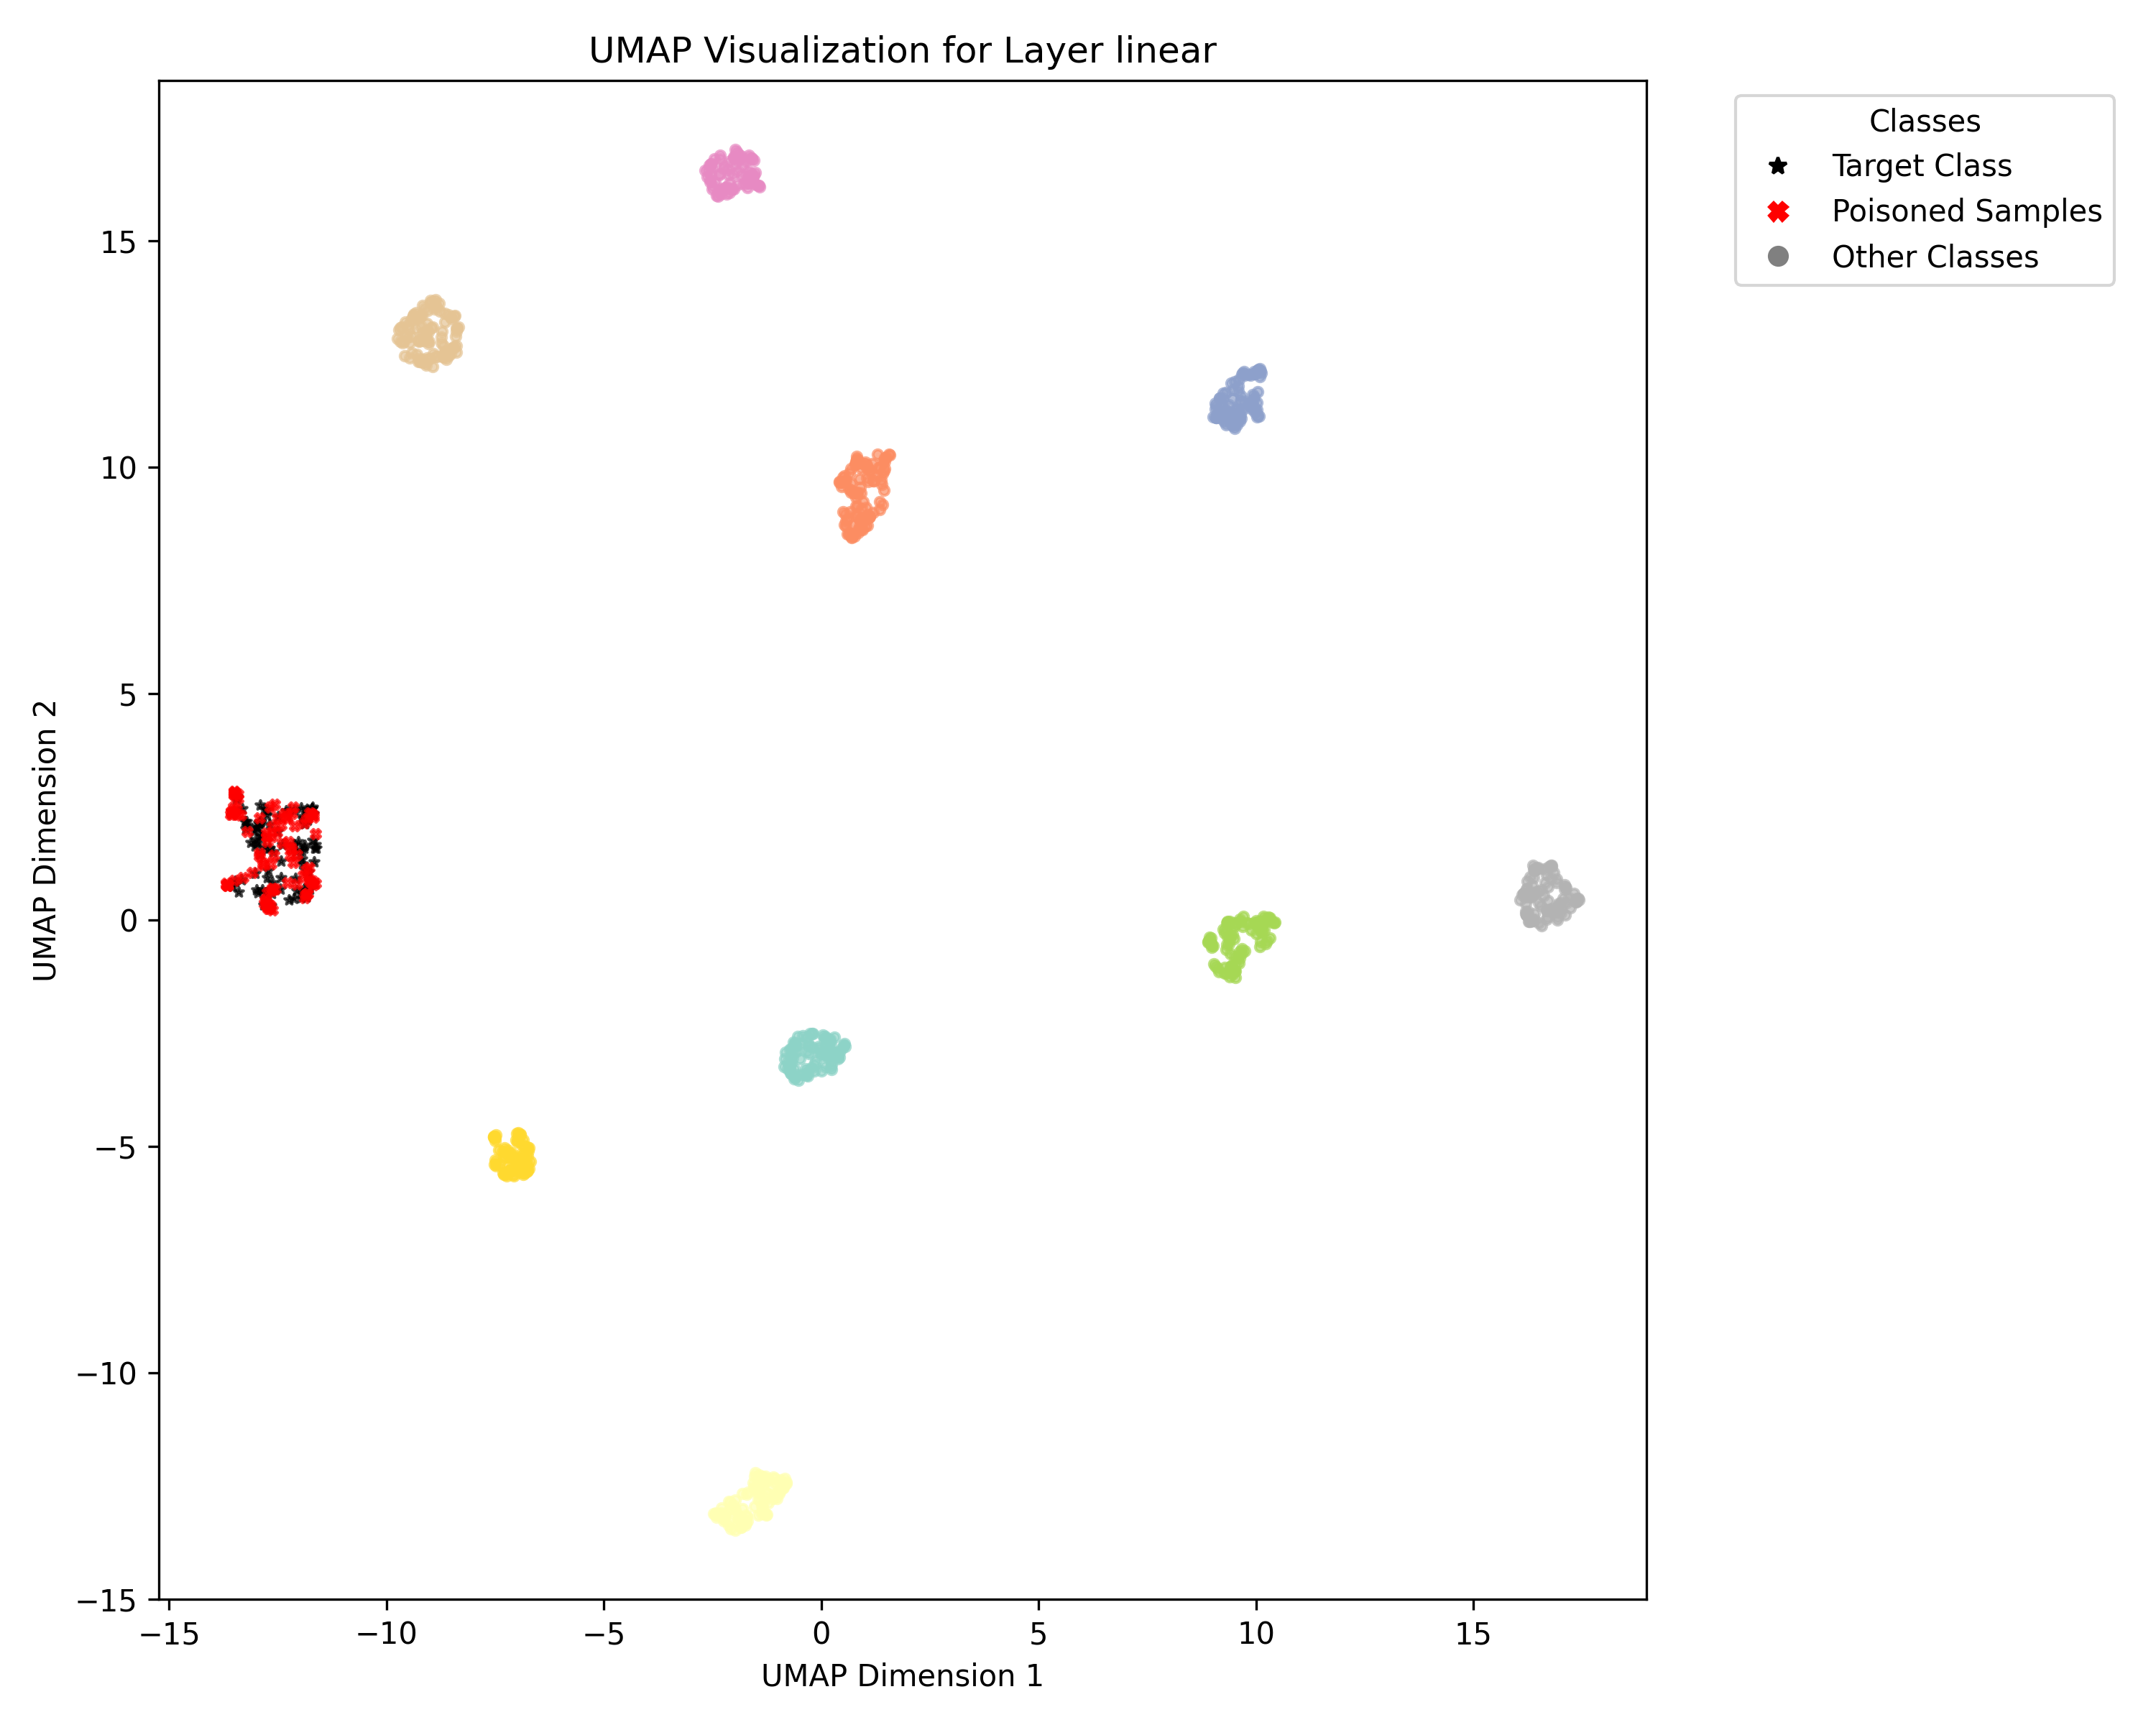 UMAP Visualization for Layer linear
Classes
Target Class
Poisoned Samples
Other Classes
UMAP Dimension 2
15
10
5
0
−5
−10
−15
−15
−10
−5
0
5
10
15
UMAP Dimension 1